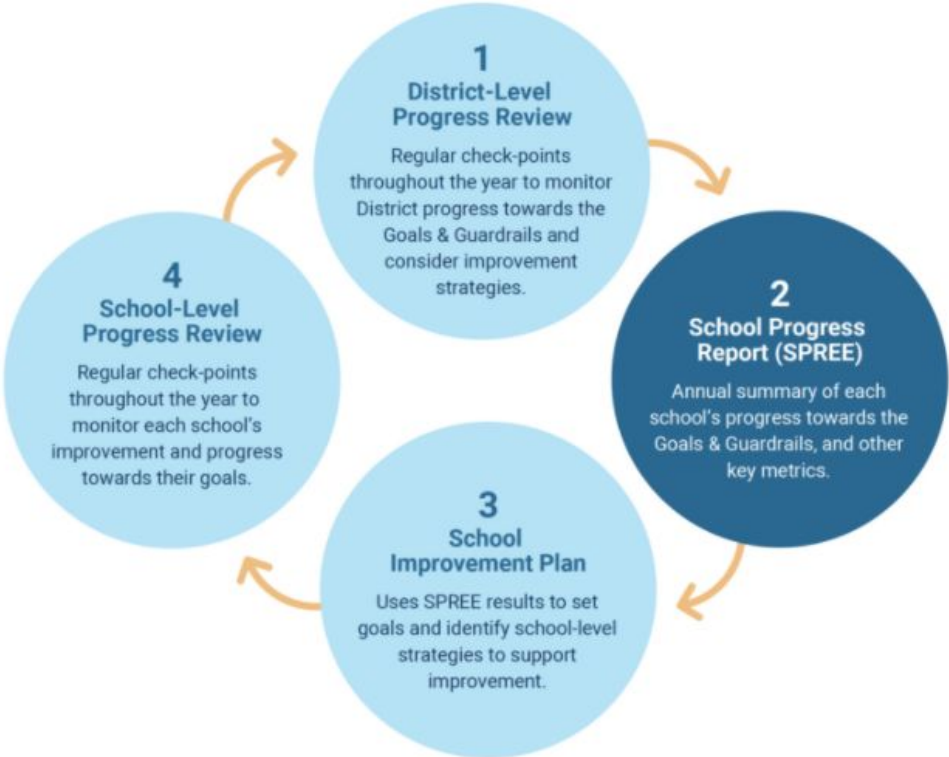 1
District-Level
Progress Review
Regular check-points
throughout the year to monitor
District progress towards the
Goals & Guardrails and
consider improvement
strategies.
2
School Progress
Report (SPREE)
Annual summary of each
school's progress towards the
Goals & Guardrails, and other
key metrics.
3
School
Improvement Plan
Uses SPREE results to set
goals and identify school-level
strategies to support
improvement.
4
School-Level
Progress Review
Regular check-points
throughout the year to
monitor each school's
improvement and progress
towards their goals.